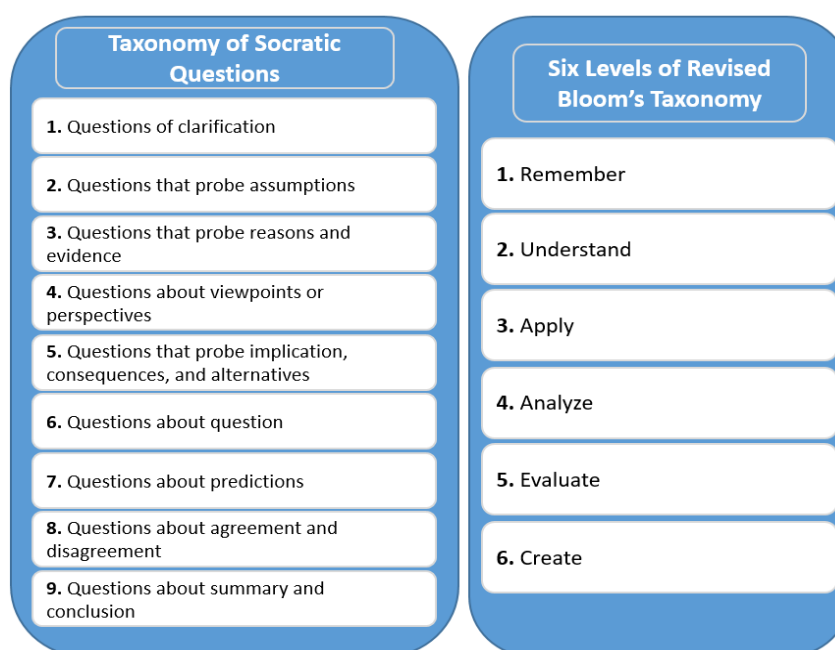 Taxonomy of Socratic
Questions
1. Questions of clarification
2. Questions that probe assumptions
3. Questions that probe reasons and
evidence
4. Questions about viewpoints or
perspectives
5. Questions that probe implication,
consequences, and alternatives
6. Questions about question
7. Questions about predictions
8. Questions about agreement and
disagreement
9. Questions about summary and
conclusion
Six Levels of Revised
Bloom’s Taxonomy
1. Remember
2. Understand
3. Apply
4. Analyze
5. Evaluate
6. Create